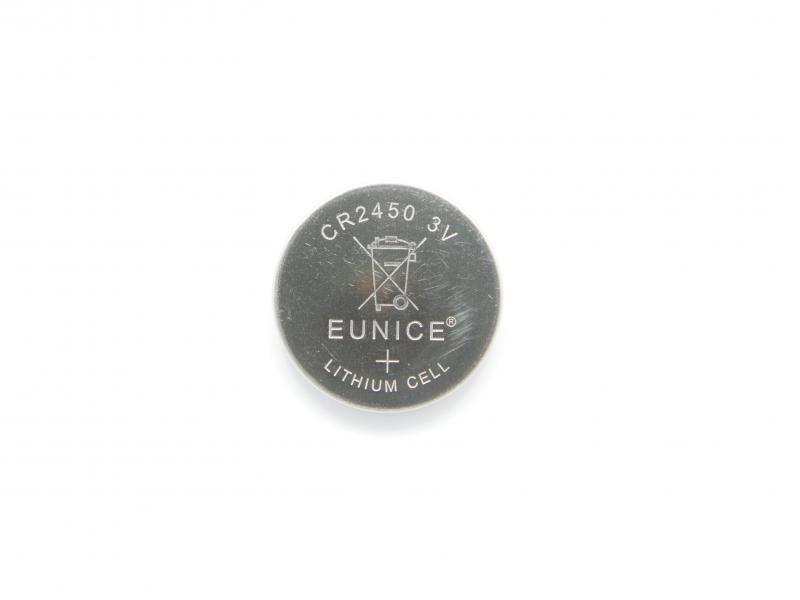 CR2450 3V
EUNICE®
+
LITHIUM CELL